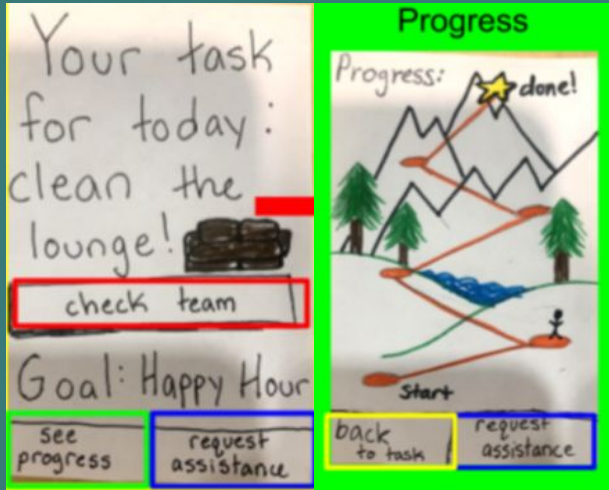 Your task
for today:
clean the
lounge!
check team
Goal: Happy Hour
see
progress
request
assistance
Progress
Progress:
done!
start
back
to task
request
assistance